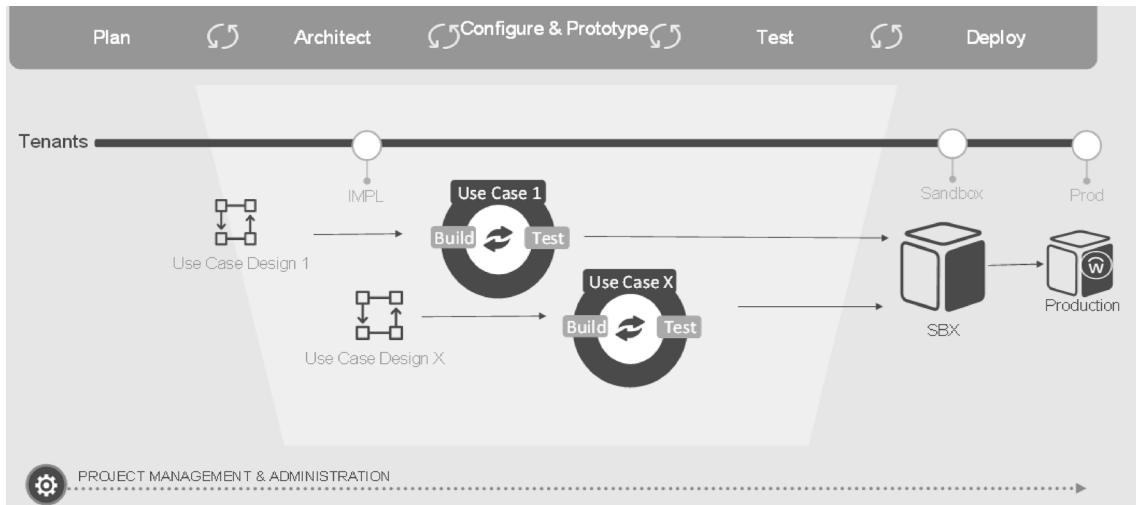 Plan
Architect
Configure & Prototype
Test
Deploy
Tenants
IMPL
Sandbox
Prod
Use Case Design 1
Use Case 1
Build
Test
Use Case Design X
Use Case X
Build
Test
SBX
W
Production
PROJECT MANAGEMENT & ADMINISTRATION